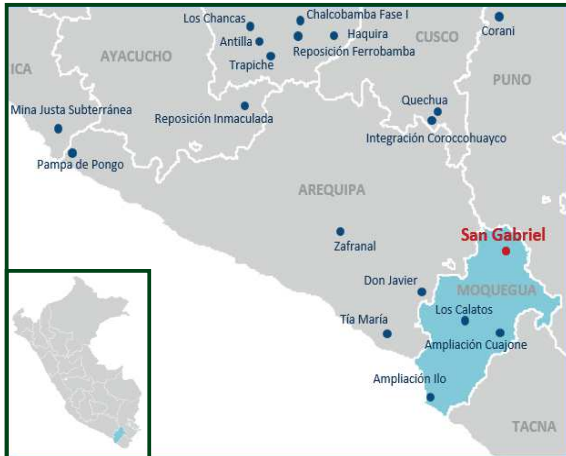 Los Chancas
Chalcobamba Fase I
Corani
Antilla
Haquira
CUSCO
Reposición Ferrobamba
AYACUCHO
Trapiche
ICA
PUNO
Quechua
Mina Justa Subterránea
Reposición Inmaculada
Integración Coroccohuayco
Pampa de Pongo
AREQUIPA
San Gabriel
Zafranal
Don Javier
MOQUEGUA
Los Calatos
Tía María
Ampliación Cuajone
Ampliación Ilo
TACNA